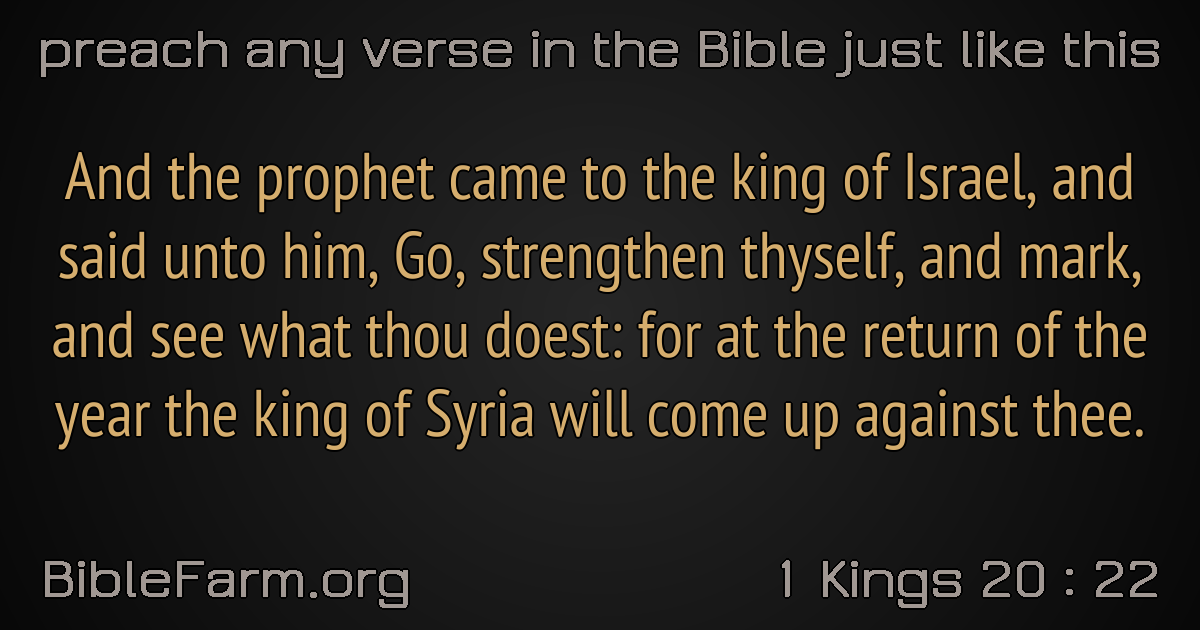 preach any verse in the Bible just like this
And the prophet came to the king of Israel, and
said unto him, Go, strengthen thyself, and mark,
and see what thou doest: for at the return of the
year the king of Syria will come up against thee.
BibleFarm.org
1 Kings 20 : 22